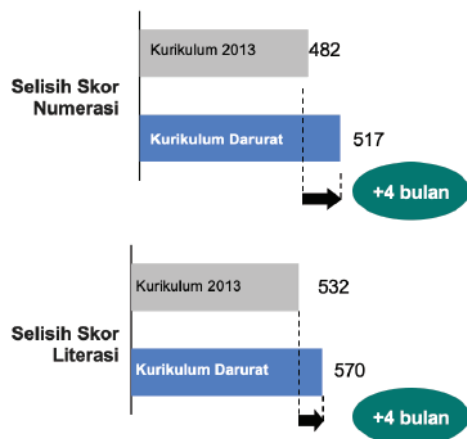 Kurikulum 2013
482
Selisih Skor
Numerasi
Kurikulum Darurat
517
+4 bulan
Kurikulum 2013
532
Selisih Skor
Literasi
Kurikulum Darurat
570
+4 bulan